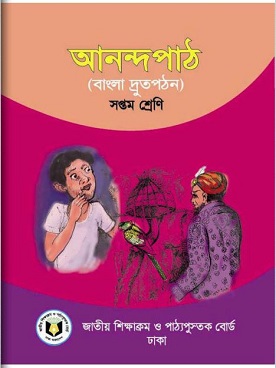 আনন্দপাঠ
(বাংলা দ্রুতপঠন)
সপ্তম শ্রেণি
জাতীয় শিক্ষাক্রম ও পাঠ্যপুস্তক বোর্ড
ঢাকা